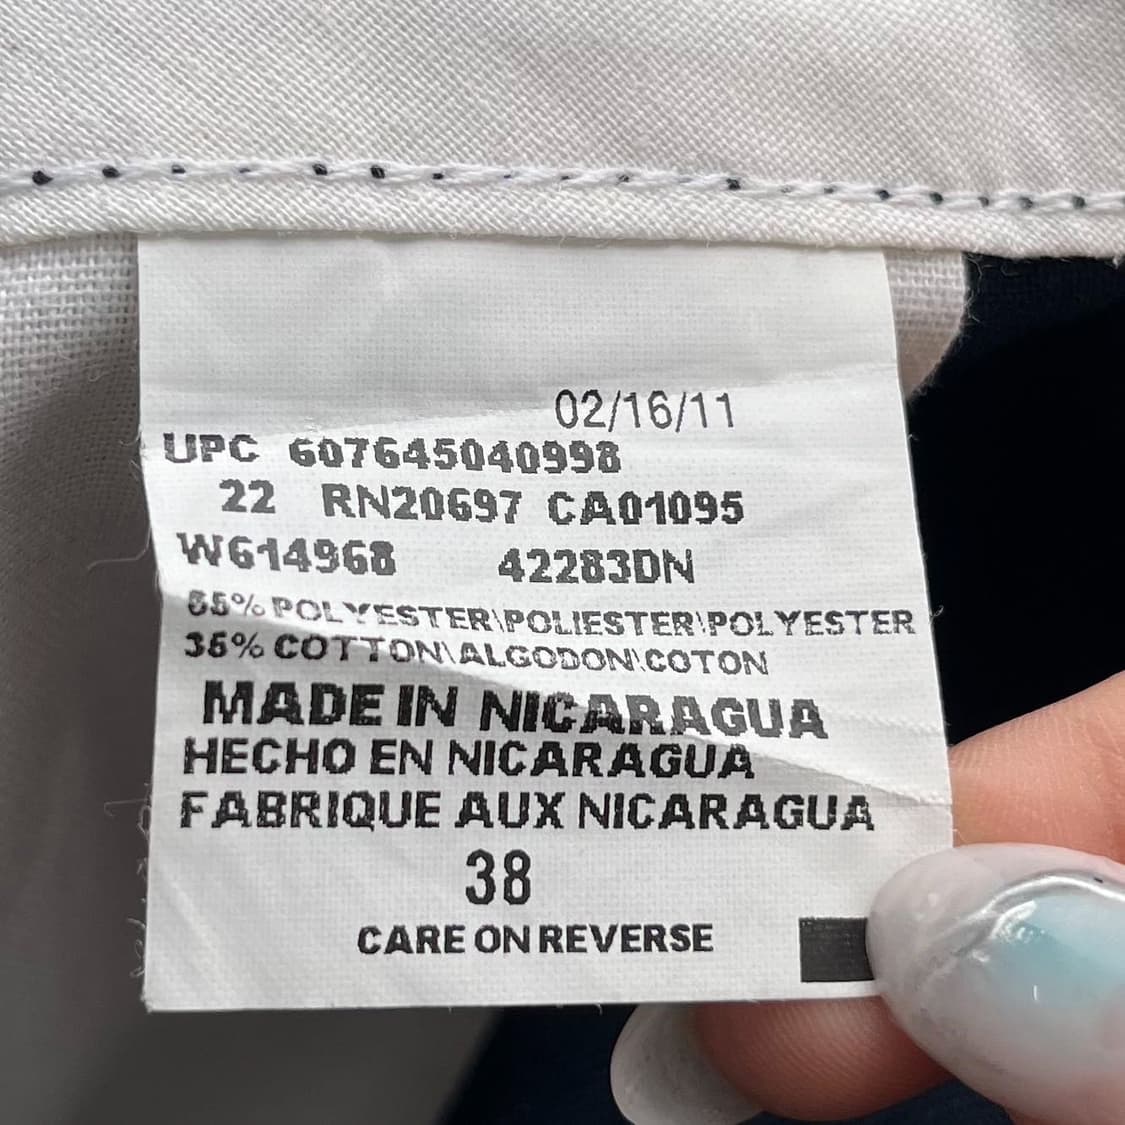 02/16/11
UPC 607645040998
22 RN20697 CA01095
W614968 42283DN
65% POLYESTER\POLIESTER\POLYESTER
35% COTTON\ALGODON\COTON
MADE IN NICARAGUA
HECHO EN NICARAGUA
FABRIQUE AUX NICARAGUA
38
CARE ON REVERSE